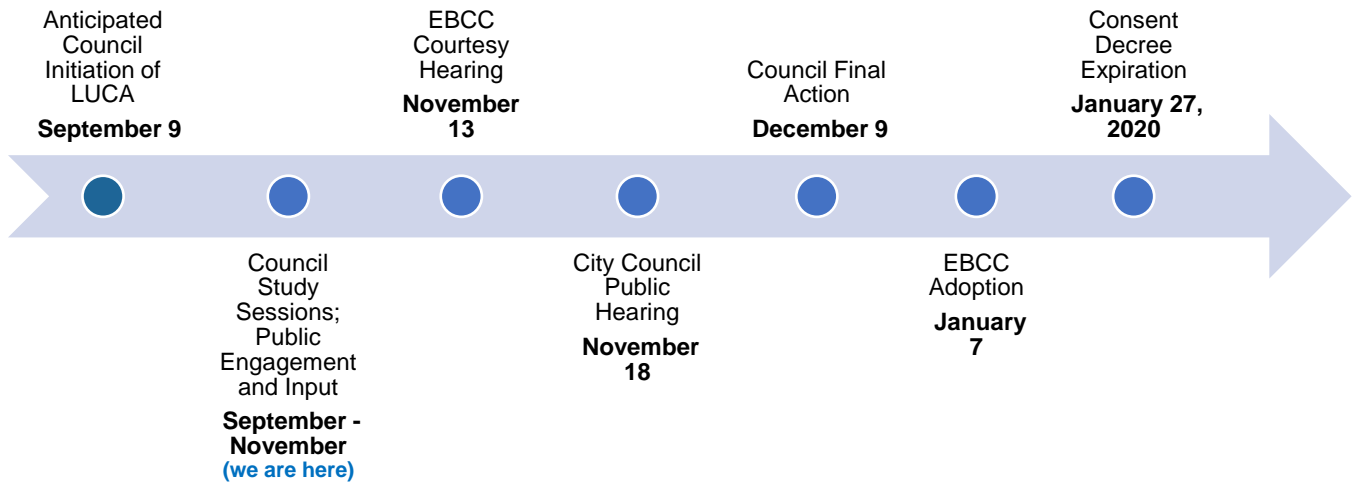 Anticipated
Council
Initiation of
LUCA
September 9
Council
Study
Sessions;
Public
Engagement
and Input
September -
November
(we are here)
EBCC
Courtesy
Hearing
November
13
City Council
Public
Hearing
November
18
Council Final
Action
December 9
EBCC
Adoption
January
7
Consent
Decree
Expiration
January 27,
2020